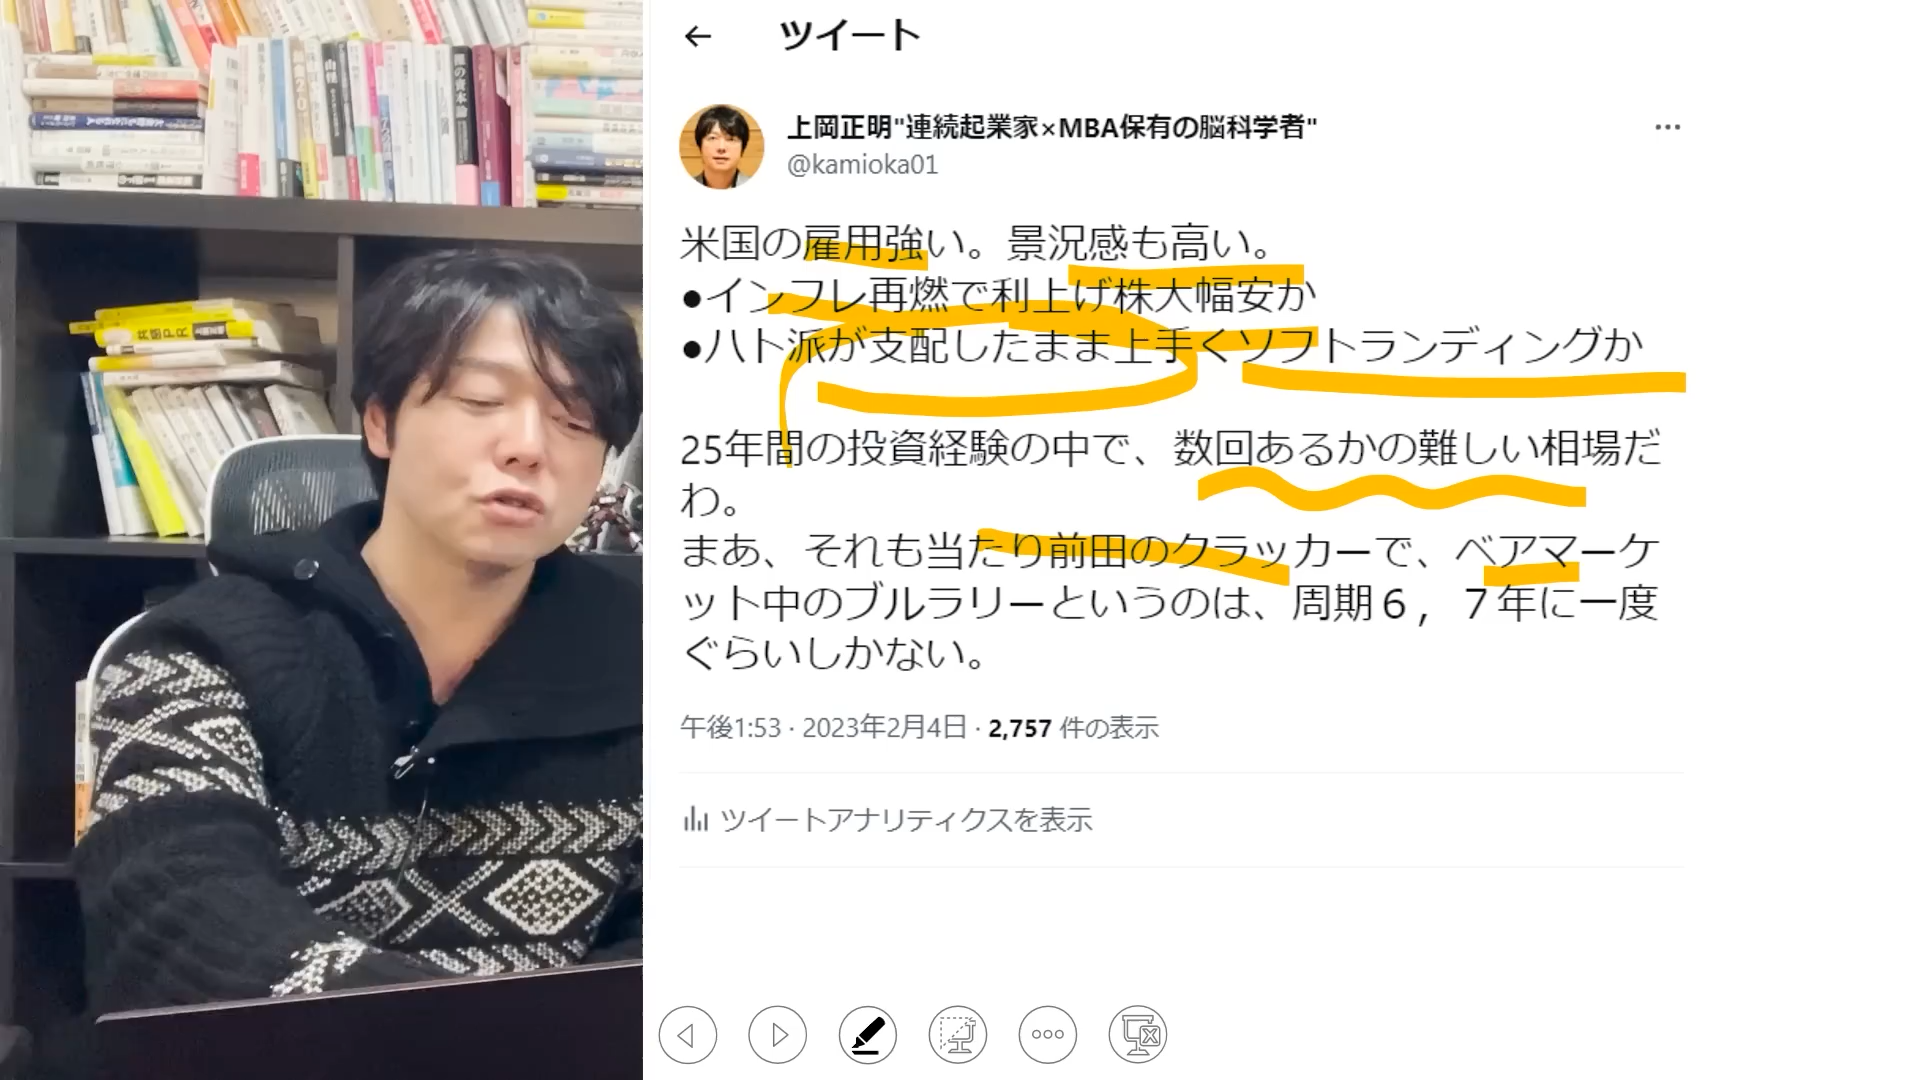 ツイート
上岡正明"連続起業家×MBA保有の脳科学者"
@kamioka01
米国の雇用強い。景況感も高い。
●インフレ再燃で利上げ株大幅安か
●ハト派が支配したまま上手くソフトランディングか
25年間の投資経験の中で、数回あるかの難しい相場だ
わ。
まあ、それも当たり前田のクラッカーで、ベアマーケ
ット中のブルラリーというのは、周期６，７年に一度
ぐらいしかない。
午後1:53 · 2023年2月4日 · 2,757 件の表示
ツイートアナリティクスを表示